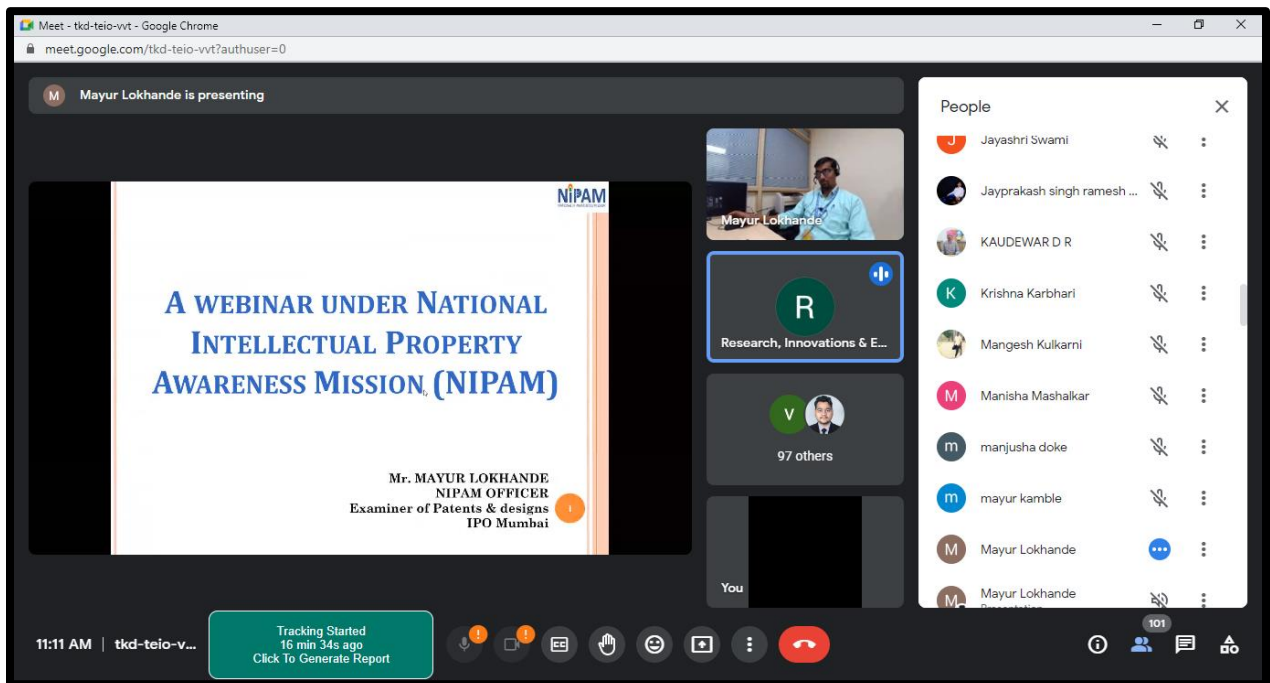 Meet - tkd-teio-vvt - Google Chrome
meet.google.com/tkd-teio-vvt?authuser=0
M Mayur Lokhande is presenting
NIPAM
A WEBINAR UNDER NATIONAL
INTELLECTUAL PROPERTY
AWARENESS MISSION (NIPAM)
Mr. MAYUR LOKHANDE
NIPAM OFFICER
Examiner of Patents & designs
IPO Mumbai
1
Mayur Lokhande
R
Research, Innovations & E...
V
97 others
You
People
J Jayashri Swami
Jayprakash singh ramesh ...
KAUDEWAR D R
K Krishna Karbhari
Mangesh Kulkarni
M Manisha Mashalkar
m manjusha doke
m mayur kamble
M Mayur Lokhande
M Mayur Lokhande
11:11 AM | tkd-teio-v...
Tracking Started
16 min 34s ago
Click To Generate Report
CC
101